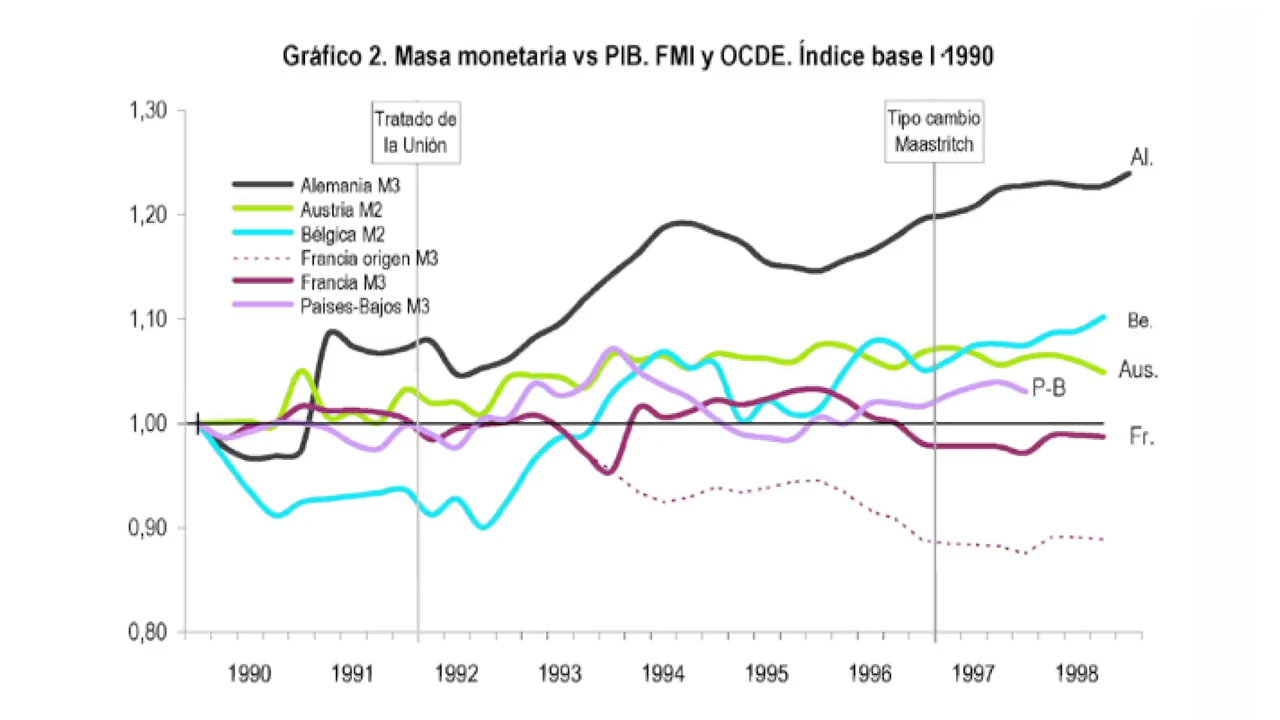 Gráfico 2. Masa monetaria vs PIB. FMI y OCDE. Índice base I·1990
1,30
1,20
1,10
1,00
0,90
0,80
Tratado de
la Unión
Tipo cambio
Maastritch
Alemania M3
Austria M2
Bélgica M2
Francia origen M3
Francia M3
Paises-Bajos M3
Al.
Be.
Aus.
P-B
Fr.
1990 1991 1992 1993 1994 1995 1996 1997 1998